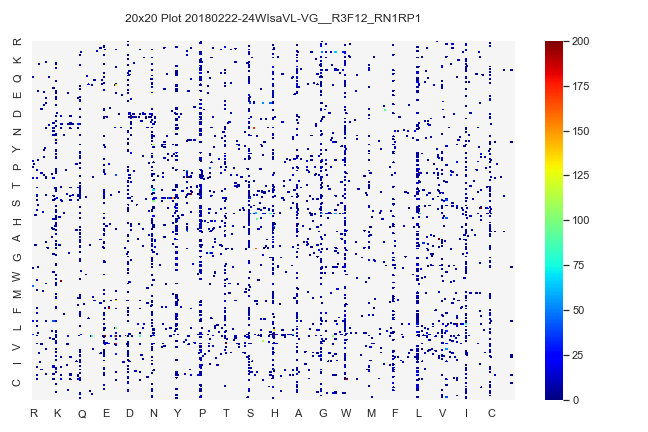 20x20 Plot 20180222-24WIsaVL-VG__R3F12_RN1RP1
R
K
Q
E
D
N
Y
P
T
S
H
A
G
W
M
F
L
V
I
C
200
175
150
125
100
75
50
25
0
R K Q E D N Y P T S H A G W M F L V I C